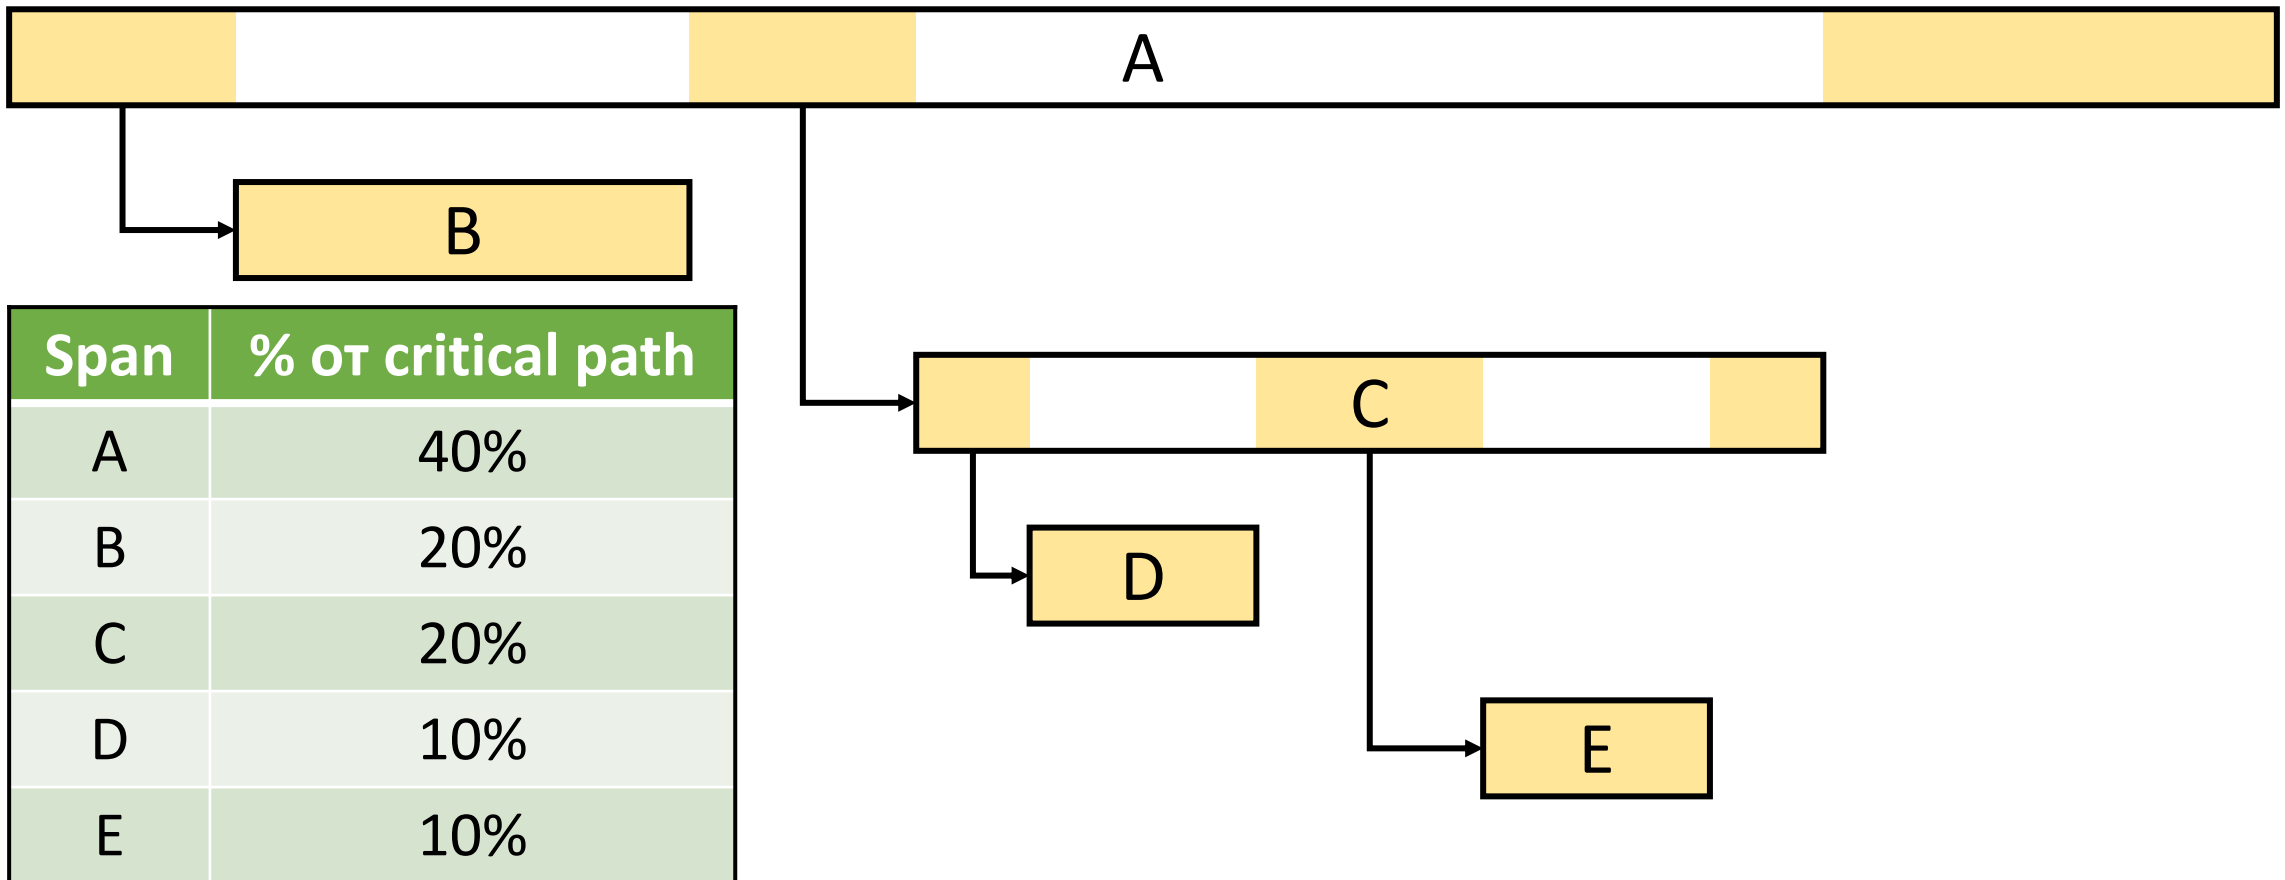 A
B
Span % от critical path
A 40%
B 20%
C 20%
D 10%
E 10%
C
D
E